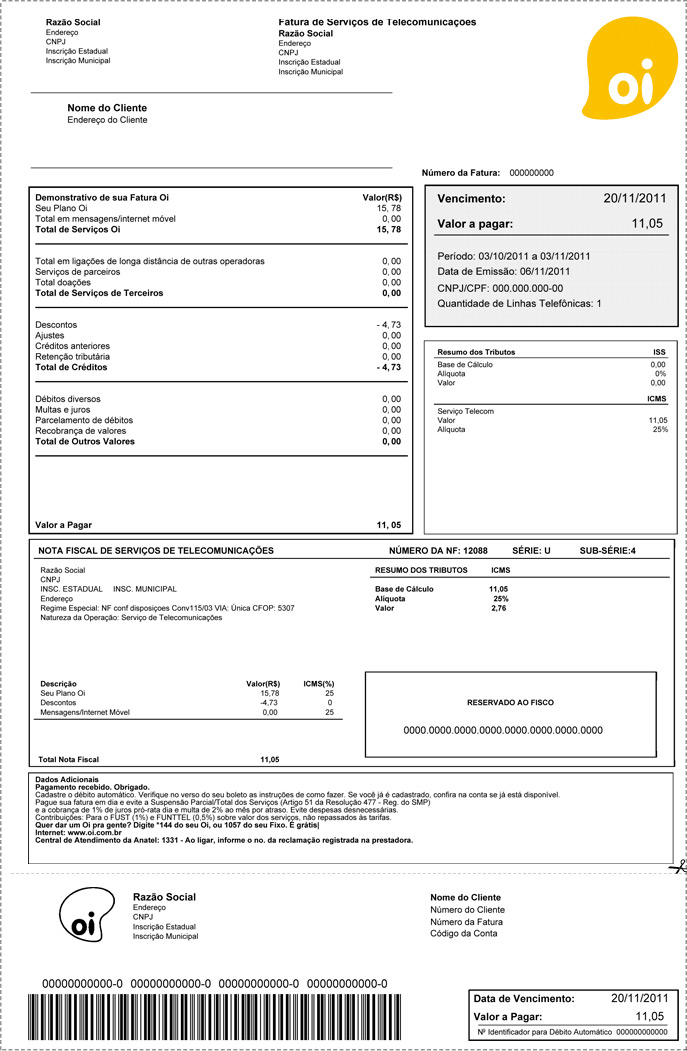 Razão Social
Endereço
CNPJ
Inscrição Estadual
Inscrição Municipal
Fatura de Serviços de Telecomunicações
Razão Social
Endereço
CNPJ
Inscrição Estadual
Inscrição Municipal
oi
Nome do Cliente
Endereço do Cliente
Número da Fatura: 000000000
Demonstrativo de sua Fatura Oi Valor(R$)
Seu Plano Oi 15, 78
Total em mensagens/internet móvel 0, 00
Total de Serviços Oi 15, 78
Total em ligações de longa distância de outras operadoras 0, 00
Serviços de parceiros 0, 00
Total doações 0, 00
Total de Serviços de Terceiros 0, 00
Descontos - 4, 73
Ajustes 0, 00
Créditos anteriores 0, 00
Retenção tributária 0, 00
Total de Créditos - 4, 73
Débitos diversos 0, 00
Multas e juros 0, 00
Parcelamento de débitos 0, 00
Recobrança de valores 0, 00
Total de Outros Valores 0, 00
Valor a Pagar 11, 05
Vencimento: 20/11/2011
Valor a pagar: 11,05
Período: 03/10/2011 a 03/11/2011
Data de Emissão: 06/11/2011
CNPJ/CPF: 000.000.000-00
Quantidade de Linhas Telefônicas: 1
Resumo dos Tributos ISS
Base de Cálculo 0,00
Alíquota 0%
Valor 0,00
ICMS
Serviço Telecom
Valor 11,05
Alíquota 25%
NOTA FISCAL DE SERVIÇOS DE TELECOMUNICAÇÕES NÚMERO DA NF: 12088 SÉRIE: U SUB-SÉRIE:4
Razão Social
CNPJ
INSC. ESTADUAL INSC. MUNICIPAL
Endereço
Regime Especial: NF conf disposiçoes Conv115/03 VIA: Única CFOP: 5307
Natureza da Operação: Serviço de Telecomunicações
RESUMO DOS TRIBUTOS ICMS
Base de Cálculo 11,05
Alíquota 25%
Valor 2,76
Descrição Valor(R$) ICMS(%)
Seu Plano Oi 15,78 25
Descontos -4,73 0
Mensagens/Internet Móvel 0,00 25
Total Nota Fiscal 11,05
RESERVADO AO FISCO
0000.0000.0000.0000.0000.0000.0000.0000
Dados Adicionais
Pagamento recebido. Obrigado.
Cadastre o débito automático. Verifique no verso do seu boleto as instruções de como fazer. Se você já é cadastrado, confira na conta se já está disponível.
Pague sua fatura em dia e evite a Suspensão Parcial/Total dos Serviços (Artigo 51 da Resolução 477 - Reg. do SMP)
e a cobrança de 1% de juros pró-rata dia e multa de 2% ao mês por atraso. Evite despesas desnecessárias.
Contribuições: Para o FUST (1%) e FUNTTEL (0,5%) sobre valor dos serviços, não repassados às tarifas.
Quer dar um Oi pra gente? Digite *144 do seu Oi, ou 1057 do seu Fixo. É grátis|
Internet: www.oi.com.br
Central de Atendimento da Anatel: 1331 - Ao ligar, informe o no. da reclamação registrada na prestadora.
oi
Razão Social
Endereço
CNPJ
Inscrição Estadual
Inscrição Municipal
Nome do Cliente
Número do Cliente
Número da Fatura
Código da Conta
00000000000-0 00000000000-0 00000000000-0 00000000000-0
Data de Vencimento: 20/11/2011
Valor a Pagar: 11,05
Nº Identificador para Débito Automático 000000000000